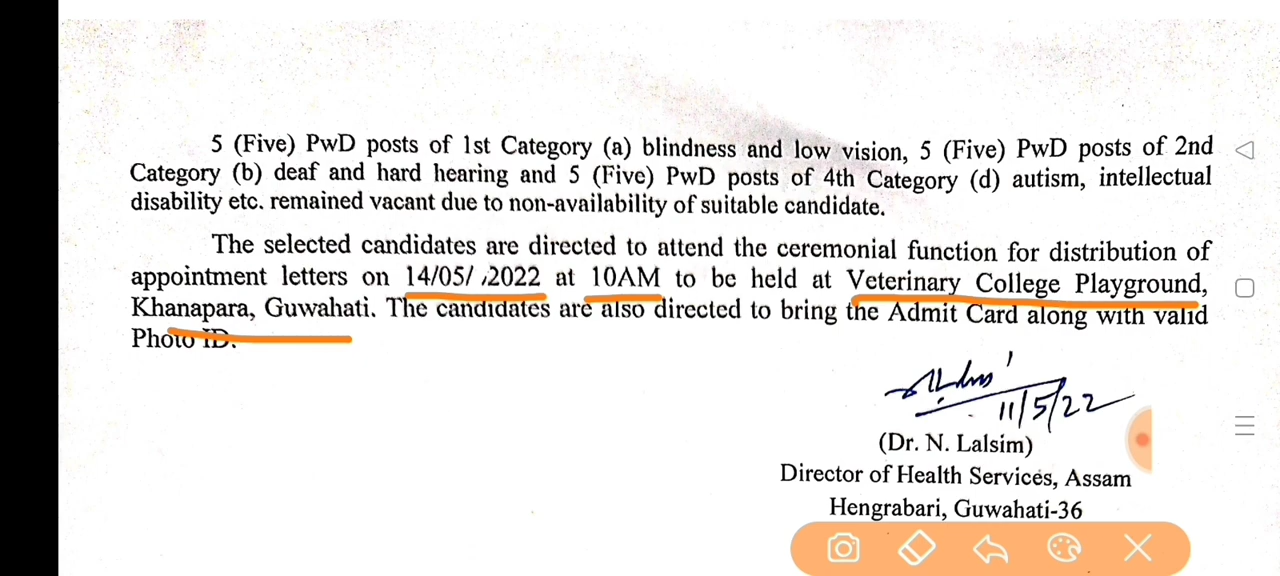 5 (Five) PwD posts of 1st Category (a) blindness and low vision, 5 (Five) PwD posts of 2nd
Category (b) deaf and hard hearing and 5 (Five) PwD posts of 4th Category (d) autism, intellectual
disability etc. remained vacant due to non-availability of suitable candidate.
The selected candidates are directed to attend the ceremonial function for distribution of
appointment letters on 14/05/ ,2022 at 10AM to be held at Veterinary College Playground,
Khanapara, Guwahati. The candidates are also directed to bring the Admit Card along with valid
Photo ID.
11/5/22
(Dr. N. Lalsim)
Director of Health Services, Assam
Hengrabari, Guwahati-36